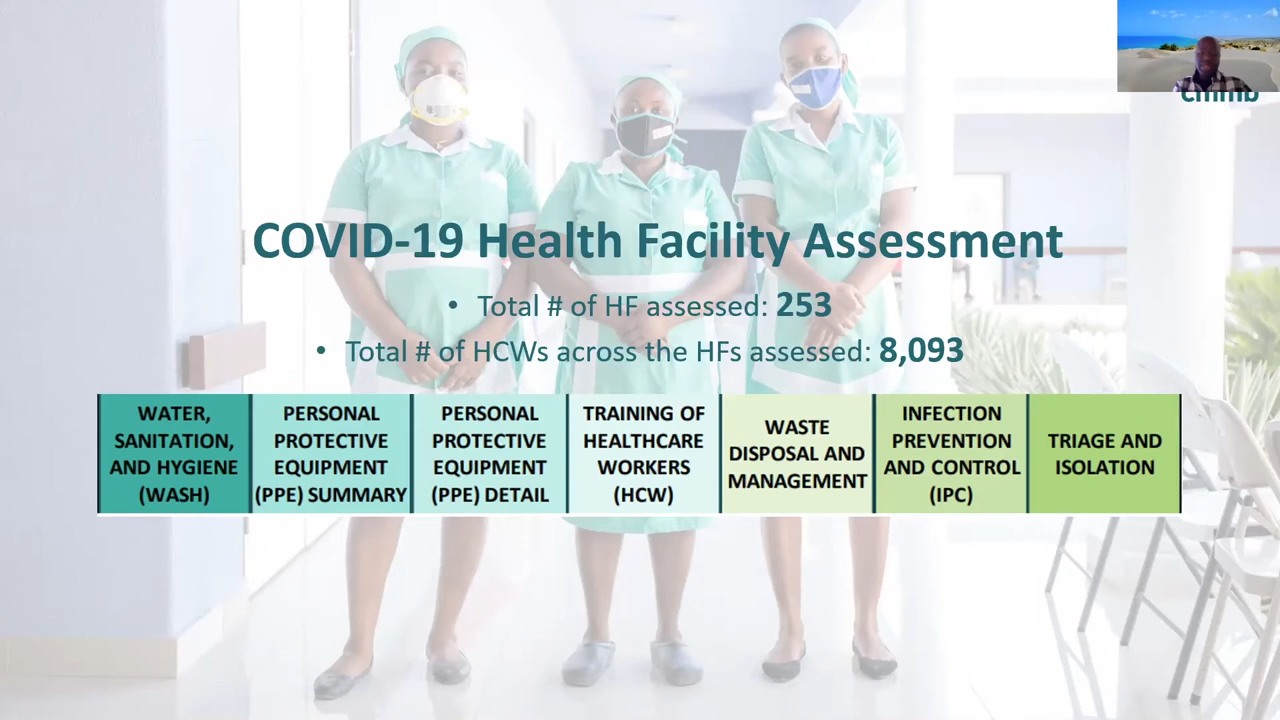 cmmb
COVID-19 Health Facility Assessment
• Total # of HF assessed: 253
• Total # of HCWs across the HFs assessed: 8,093
WATER,
SANITATION,
AND HYGIENE
(WASH)
PERSONAL
PROTECTIVE
EQUIPMENT
(PPE) SUMMARY
PERSONAL
PROTECTIVE
EQUIPMENT
(PPE) DETAIL
TRAINING OF
HEALTHCARE
WORKERS
(HCW)
WASTE
DISPOSAL AND
MANAGEMENT
INFECTION
PREVENTION
AND CONTROL
(IPC)
TRIAGE AND
ISOLATION